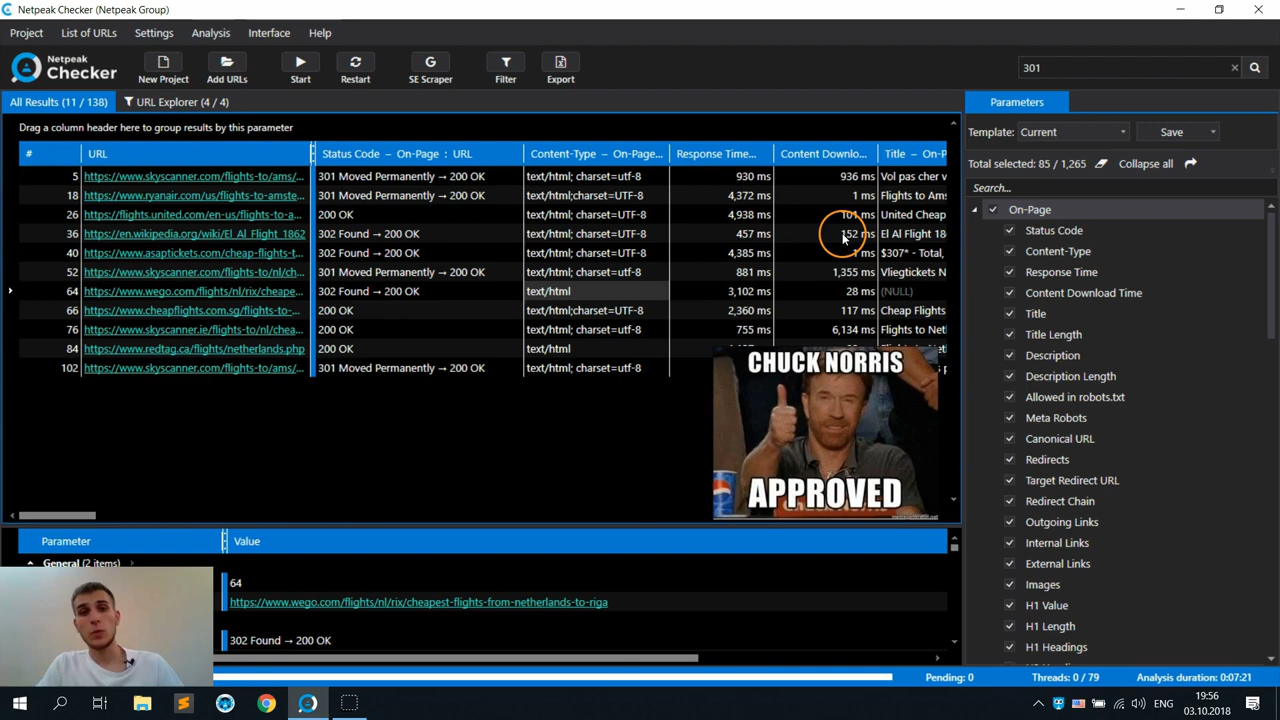 Netpeak Checker (Netpeak Group)
Project List of URLs Settings Analysis Interface Help
Netpeak Checker
New Project Add URLs Start Restart SE Scraper Filter Export
301
All Results (11 / 138) URL Explorer (4 / 4)
Parameters
Drag a column header here to group results by this parameter
Template: Current Save
# URL Status Code – On-Page : URL Content-Type – On-Page... Response Time... Content Downlo... Title – On-P
Total selected: 85 / 1,265 Collapse all
5 https://www.skyscanner.com/flights-to/ams/... 301 Moved Permanently → 200 OK text/html; charset=utf-8 930 ms 936 ms Vol pas cher v
18 https://www.ryanair.com/us/flights-to-amste... 301 Moved Permanently → 200 OK text/html; charset=UTF-8 4,372 ms 1 ms Flights to Ams
26 https://flights.united.com/en-us/flights-to-a... 200 OK text/html; charset=UTF-8 4,938 ms 101 ms United Cheap
36 https://en.wikipedia.org/wiki/El_Al_Flight_1862 302 Found → 200 OK text/html; charset=UTF-8 457 ms 152 ms El Al Flight 18
40 https://www.asaptickets.com/cheap-flights-t... 302 Found → 200 OK text/html; charset=UTF-8 4,385 ms 1 ms $307* - Total,
52 https://www.skyscanner.com/flights-to/nl/ch... 301 Moved Permanently → 200 OK text/html; charset=utf-8 881 ms 1,355 ms Vliegtickets N
64 https://www.wego.com/flights/nl/rix/cheape... 302 Found → 200 OK text/html 3,102 ms 28 ms (NULL)
66 https://www.cheapflights.com.sg/flights-to-... 200 OK text/html;charset=UTF-8 2,360 ms 117 ms Cheap Flights
76 https://www.skyscanner.ie/flights-to/nl/chea... 200 OK text/html; charset=utf-8 755 ms 6,134 ms Flights to Net
84 https://www.redtag.ca/flights/netherlands.php 200 OK text/html
102 https://www.skyscanner.com/flights-to/ams/... 301 Moved Permanently → 200 OK text/html; charset=utf-8
CHUCK NORRIS
APPROVED
Search...
On-Page
Status Code
Content-Type
Response Time
Content Download Time
Title
Title Length
Description
Description Length
Allowed in robots.txt
Meta Robots
Canonical URL
Redirects
Target Redirect URL
Redirect Chain
Outgoing Links
Internal Links
External Links
Images
H1 Value
H1 Length
H1 Headings
Parameter Value
General (2 items)
64
https://www.wego.com/flights/nl/rix/cheapest-flights-from-netherlands-to-riga
302 Found → 200 OK
Pending: 0 Threads: 0 / 79 Analysis duration: 0:07:21
ENG 19:56
03.10.2018